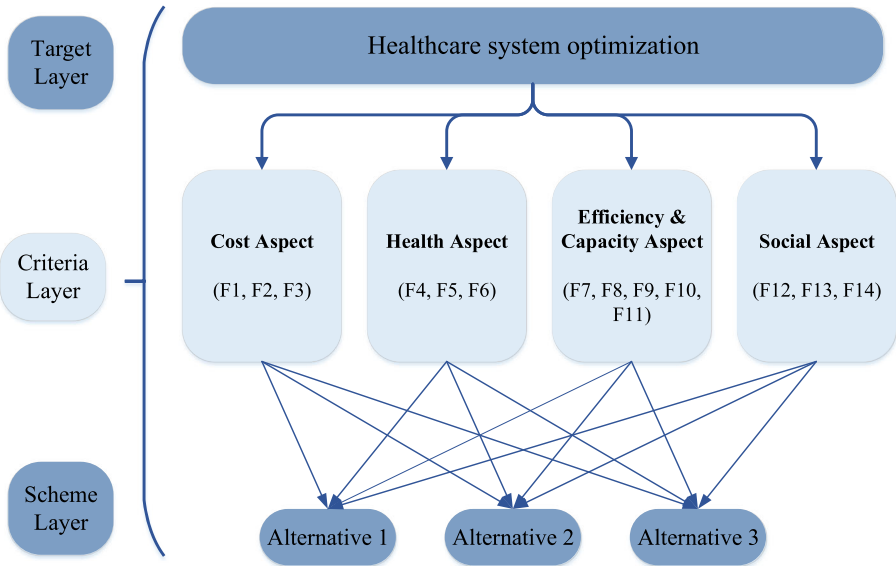 Target
Layer
Healthcare system optimization
Criteria
Layer
Cost Aspect
(F1, F2, F3)
Health Aspect
(F4, F5, F6)
Efficiency &
Capacity Aspect
(F7, F8, F9, F10,
F11)
Social Aspect
(F12, F13, F14)
Scheme
Layer
Alternative 1
Alternative 2
Alternative 3